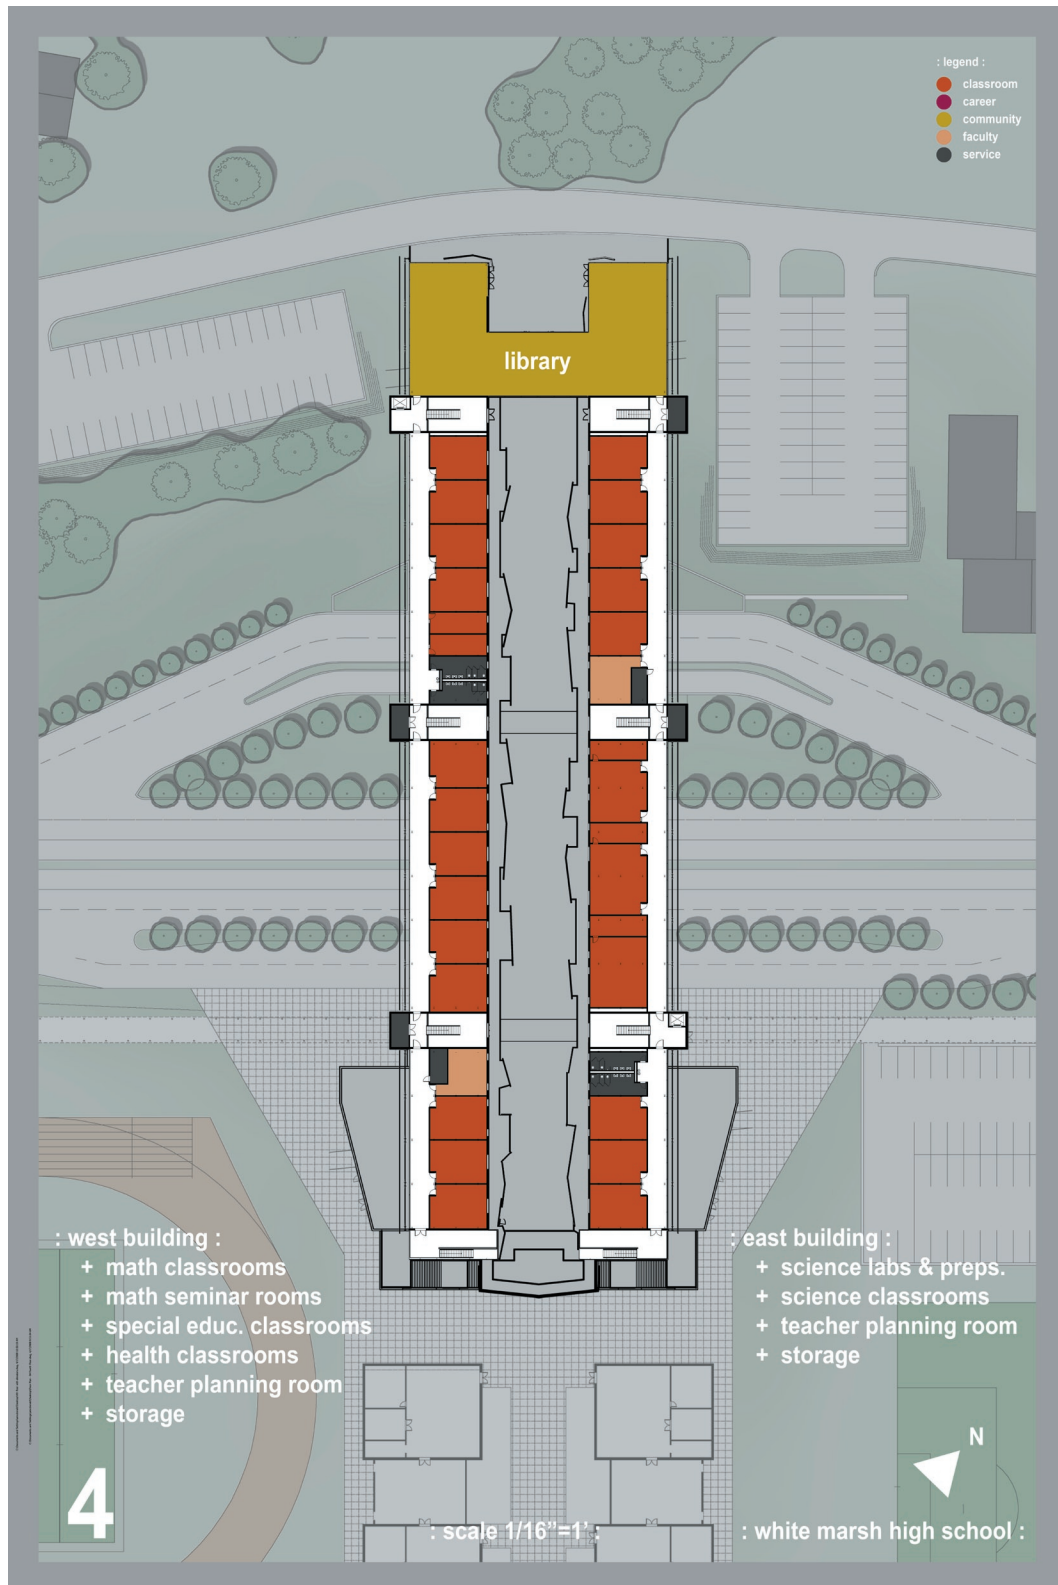 : legend :
classroom
career
community
faculty
service
library
: west building :
+ math classrooms
+ math seminar rooms
+ special educ. classrooms
+ health classrooms
+ teacher planning room
+ storage
: east building :
+ science labs & preps.
+ science classrooms
+ teacher planning room
+ storage
N
4
: scale 1/16"=1' :
: white marsh high school :